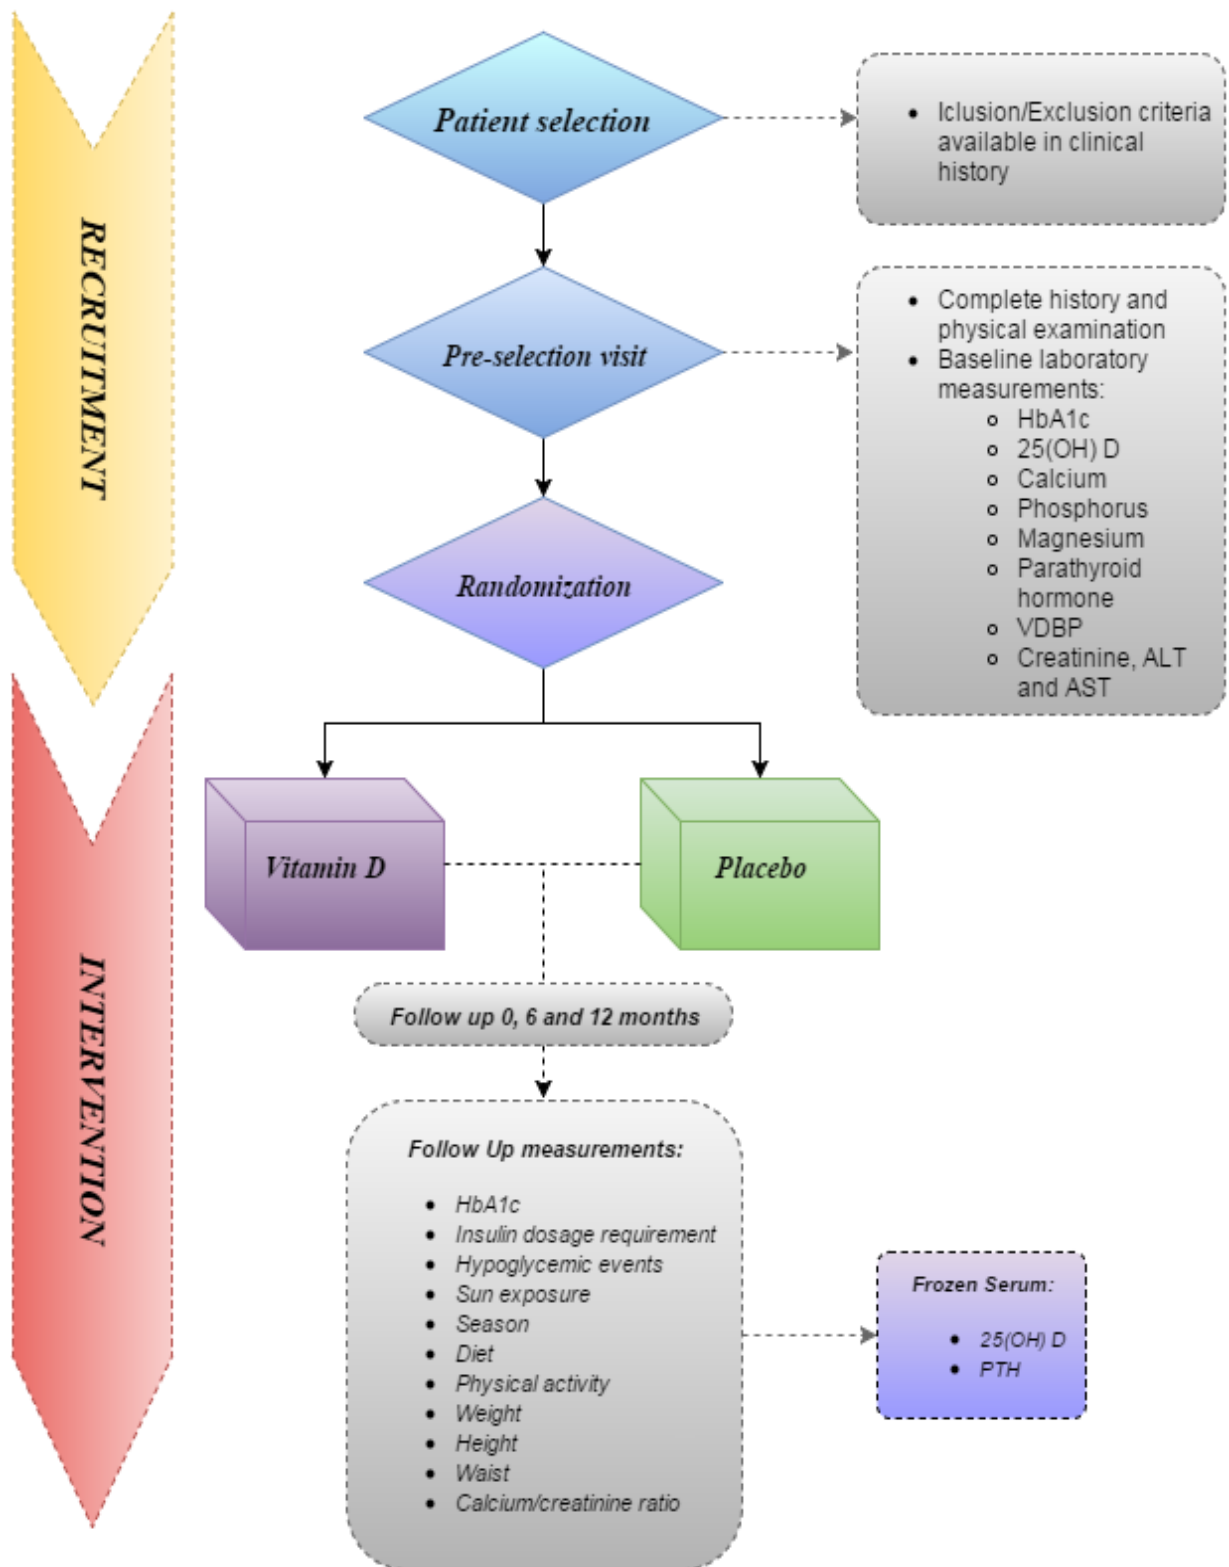 RECRUITMENT
Patient selection
Iclusion/Exclusion criteria
available in clinical
history
Pre-selection visit
Complete history and
physical examination
Baseline laboratory
measurements:
HbA1c
25(OH) D
Calcium
Phosphorus
Magnesium
Parathyroid
hormone
VDBP
Creatinine, ALT
and AST
Randomization
INTERVENTION
Vitamin D
Placebo
Follow up 0, 6 and 12 months
Follow Up measurements:
HbA1c
Insulin dosage requirement
Hypoglycemic events
Sun exposure
Season
Diet
Physical activity
Weight
Height
Waist
Calcium/creatinine ratio
Frozen Serum:
25(OH) D
PTH